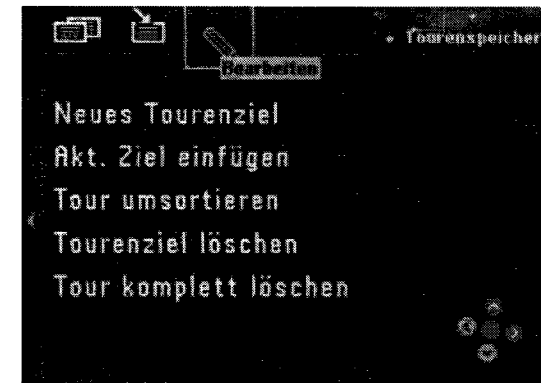 Tourenspeicher
Bearbeiten
Neues Tourenziel
Akt. Ziel einfügen
Tour umsortieren
Tourenziel löschen
Tour komplett löschen